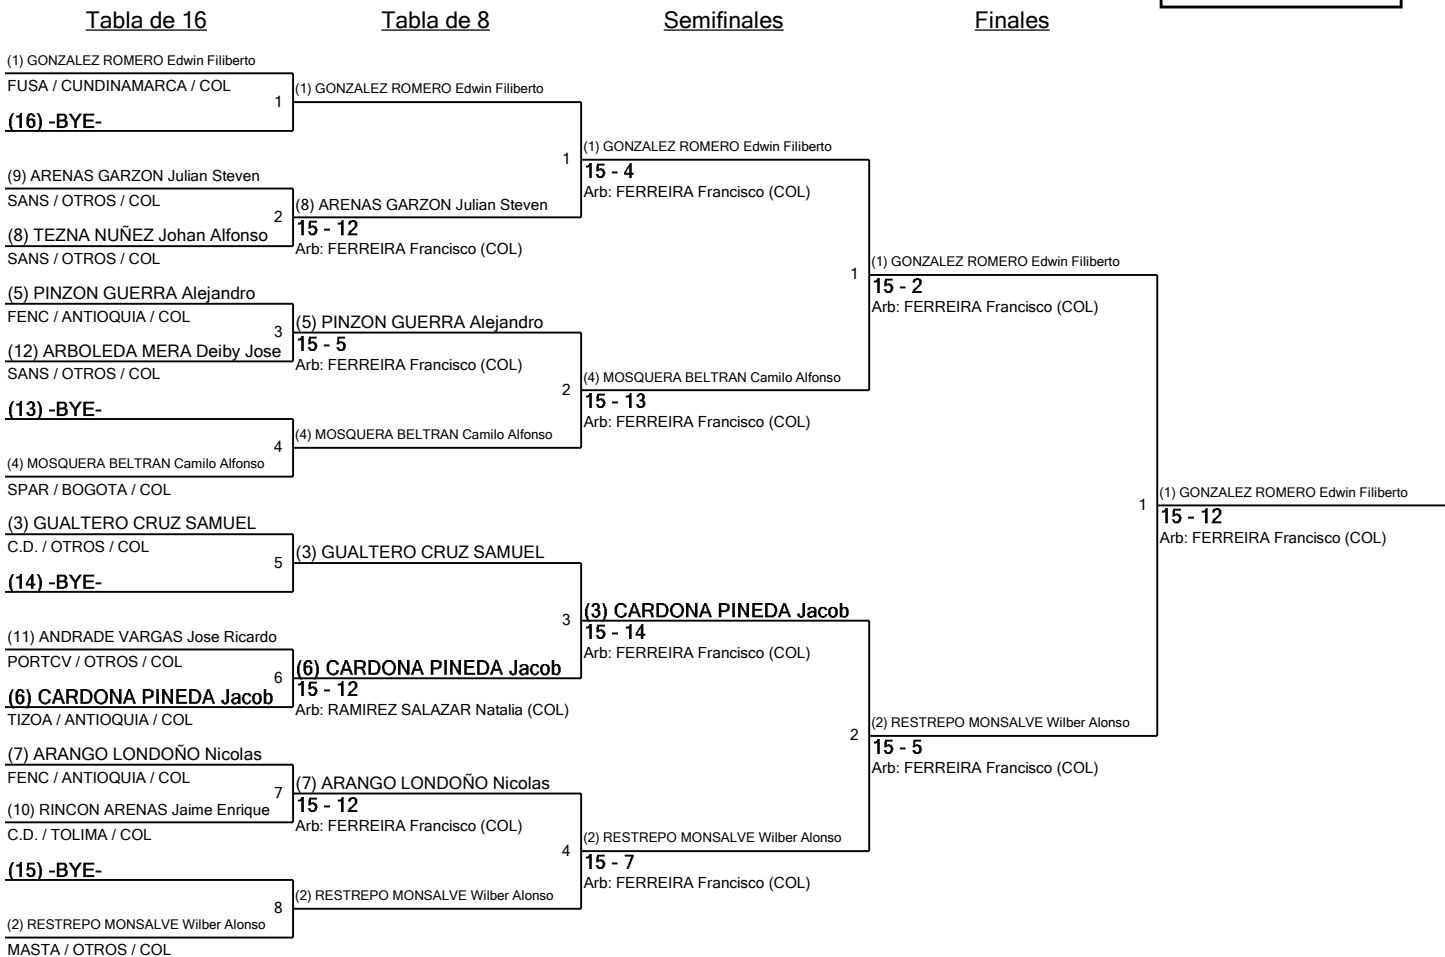 Tabla de 16
Tabla de 8
Semifinales
Finales
(1) GONZALEZ ROMERO Edwin Filiberto
FUSA / CUNDINAMARCA / COL
1
(16) -BYE-
(9) ARENAS GARZON Julian Steven
SANS / OTROS / COL
2
(8) TEZNA NUÑEZ Johan Alfonso
SANS / OTROS / COL
(5) PINZON GUERRA Alejandro
FENC / ANTIOQUIA / COL
3
(12) ARBOLEDA MERA Deiby Jose
SANS / OTROS / COL
(13) -BYE-
4
(4) MOSQUERA BELTRAN Camilo Alfonso
SPAR / BOGOTA / COL
(3) GUALTERO CRUZ SAMUEL
C.D. / OTROS / COL
5
(14) -BYE-
(11) ANDRADE VARGAS Jose Ricardo
PORTCV / OTROS / COL
6
(6) CARDONA PINEDA Jacob
TIZOA / ANTIOQUIA / COL
(7) ARANGO LONDOÑO Nicolas
FENC / ANTIOQUIA / COL
7
(10) RINCON ARENAS Jaime Enrique
C.D. / TOLIMA / COL
(15) -BYE-
8
(2) RESTREPO MONSALVE Wilber Alonso
MASTA / OTROS / COL
(1) GONZALEZ ROMERO Edwin Filiberto
1
(8) ARENAS GARZON Julian Steven
15 - 12
Arb: FERREIRA Francisco (COL)
(5) PINZON GUERRA Alejandro
15 - 5
Arb: FERREIRA Francisco (COL)
2
(4) MOSQUERA BELTRAN Camilo Alfonso
(3) GUALTERO CRUZ SAMUEL
3
(6) CARDONA PINEDA Jacob
15 - 12
Arb: RAMIREZ SALAZAR Natalia (COL)
(7) ARANGO LONDOÑO Nicolas
15 - 12
Arb: FERREIRA Francisco (COL)
4
(2) RESTREPO MONSALVE Wilber Alonso
(1) GONZALEZ ROMERO Edwin Filiberto
15 - 4
Arb: FERREIRA Francisco (COL)
1
(4) MOSQUERA BELTRAN Camilo Alfonso
15 - 13
Arb: FERREIRA Francisco (COL)
(3) CARDONA PINEDA Jacob
15 - 14
Arb: FERREIRA Francisco (COL)
2
(2) RESTREPO MONSALVE Wilber Alonso
15 - 7
Arb: FERREIRA Francisco (COL)
(1) GONZALEZ ROMERO Edwin Filiberto
15 - 2
Arb: FERREIRA Francisco (COL)
1
(2) RESTREPO MONSALVE Wilber Alonso
15 - 5
Arb: FERREIRA Francisco (COL)
(1) GONZALEZ ROMERO Edwin Filiberto
15 - 12
Arb: FERREIRA Francisco (COL)